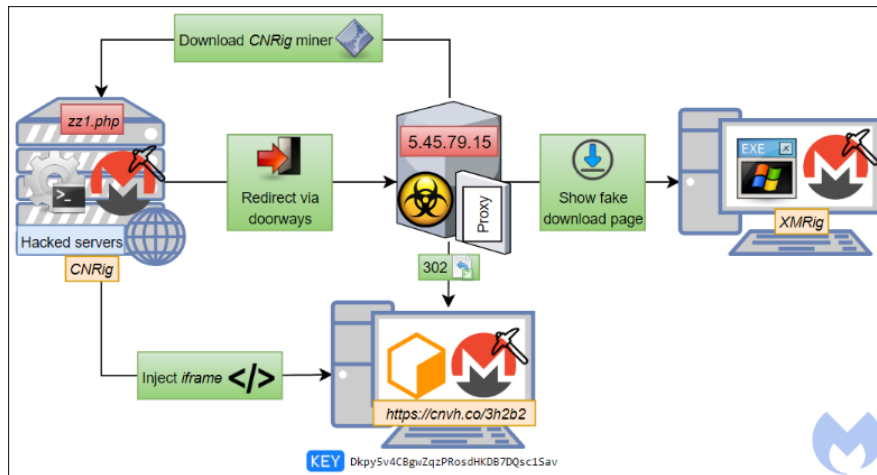 Download CNRig miner
zz1.php
5.45.79.15
EXE
Redirect via
doorways
Proxy
Show fake
download page
Hacked servers
CNRig
XMRig
302
Inject iframe </>
https://cnvh.co/3h2b2
KEY Dkpy5v4CBgwZqzPRosdHKDB7DQsc1Sav